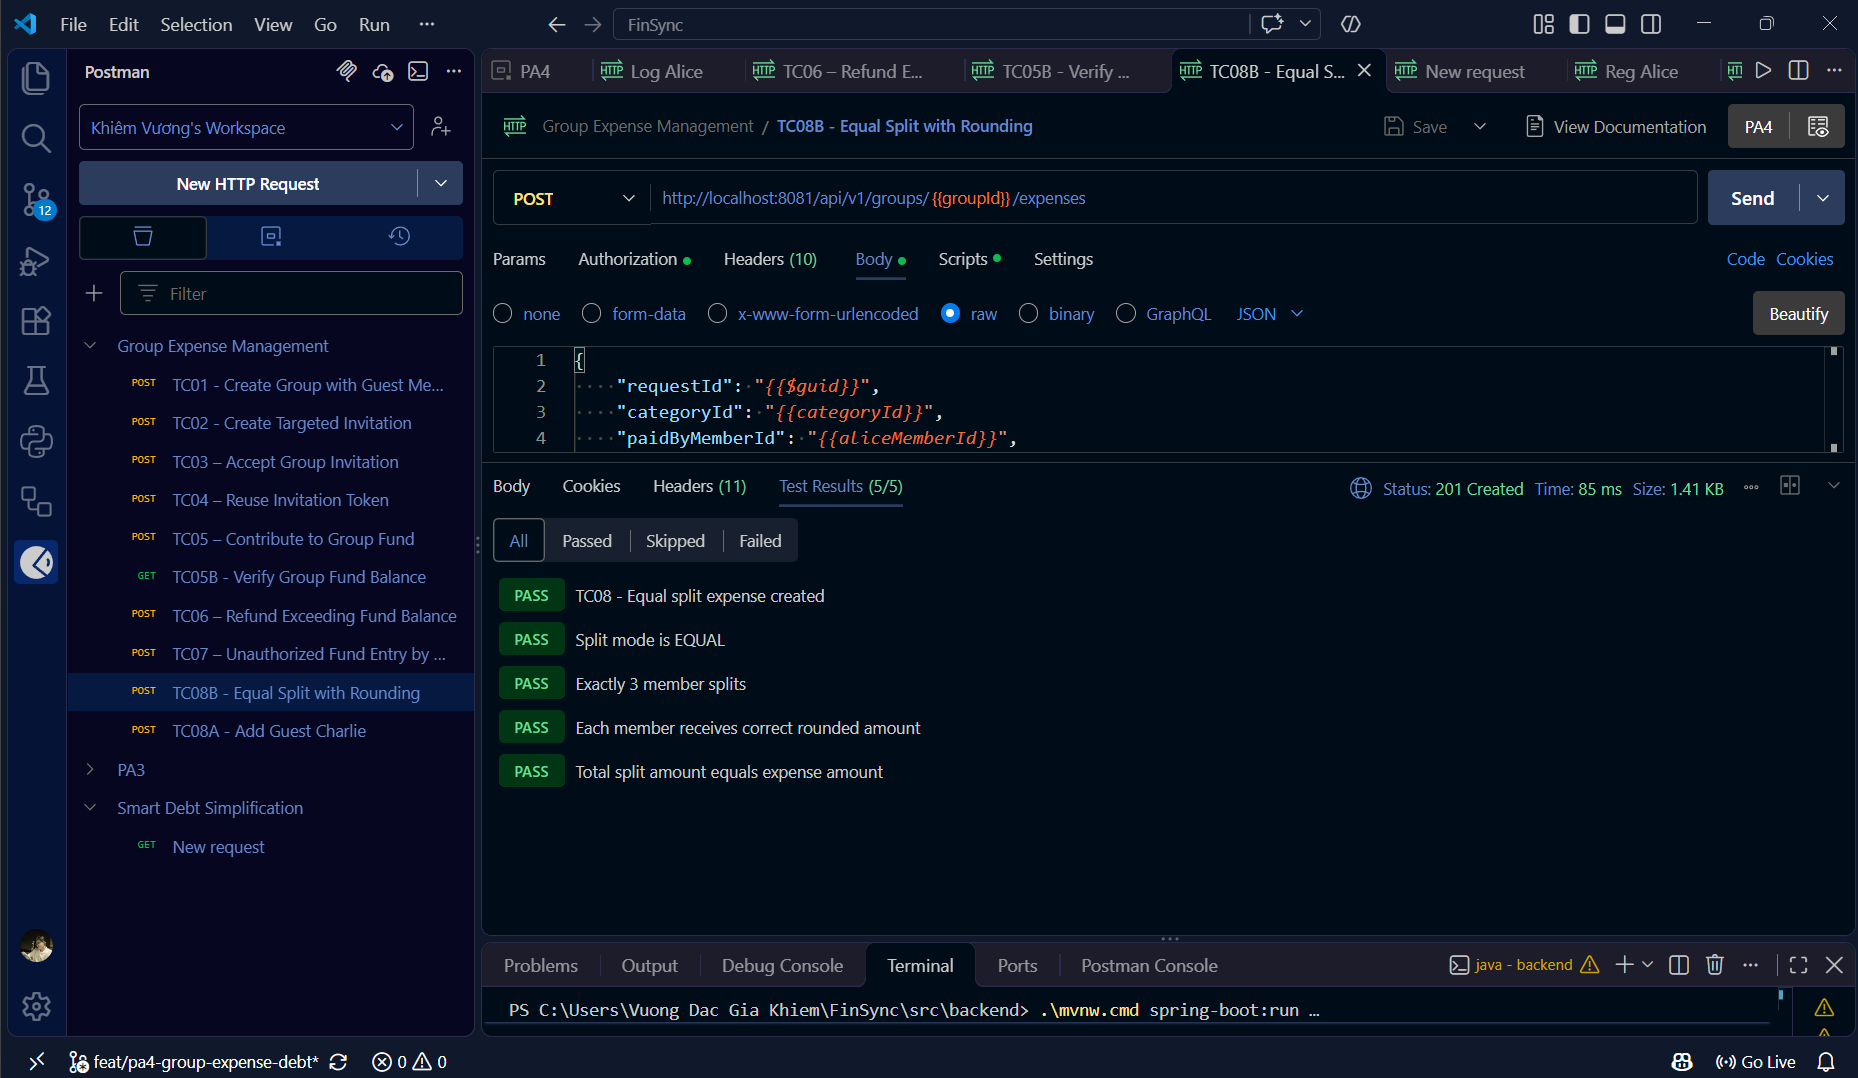 File Edit Selection View Go Run ···
FinSync
Postman
Khiêm Vương's Workspace
New HTTP Request
Filter
Group Expense Management
POST TC01 - Create Group with Guest Me...
POST TC02 - Create Targeted Invitation
POST TC03 – Accept Group Invitation
POST TC04 – Reuse Invitation Token
POST TC05 – Contribute to Group Fund
GET TC05B - Verify Group Fund Balance
POST TC06 – Refund Exceeding Fund Balance
POST TC07 – Unauthorized Fund Entry by ...
POST TC08B - Equal Split with Rounding
POST TC08A - Add Guest Charlie
PA3
Smart Debt Simplification
GET New request
12
PA4 HTTP Log Alice HTTP TC06 – Refund E... HTTP TC05B - Verify ... HTTP TC08B - Equal S... HTTP New request HTTP Reg Alice
HTTP Group Expense Management / TC08B - Equal Split with Rounding Save View Documentation PA4
POST http://localhost:8081/api/v1/groups/{{groupId}}/expenses Send
Params Authorization Headers (10) Body Scripts Settings Code Cookies
none form-data x-www-form-urlencoded raw binary GraphQL JSON Beautify
1 {
2 ····"requestId":·"{{$guid}}",
3 ····"categoryId":·"{{categoryId}}",
4 ····"paidByMemberId":·"{{aliceMemberId}}",
Body Cookies Headers (11) Test Results (5/5) Status: 201 Created Time: 85 ms Size: 1.41 KB
All Passed Skipped Failed
PASS TC08 - Equal split expense created
PASS Split mode is EQUAL
PASS Exactly 3 member splits
PASS Each member receives correct rounded amount
PASS Total split amount equals expense amount
Problems Output Debug Console Terminal Ports Postman Console java - backend
PS C:\Users\Vuong Dac Gia Khiem\FinSync\src\backend> .\mvnw.cmd spring-boot:run …
feat/pa4-group-expense-debt* 0 0 Go Live